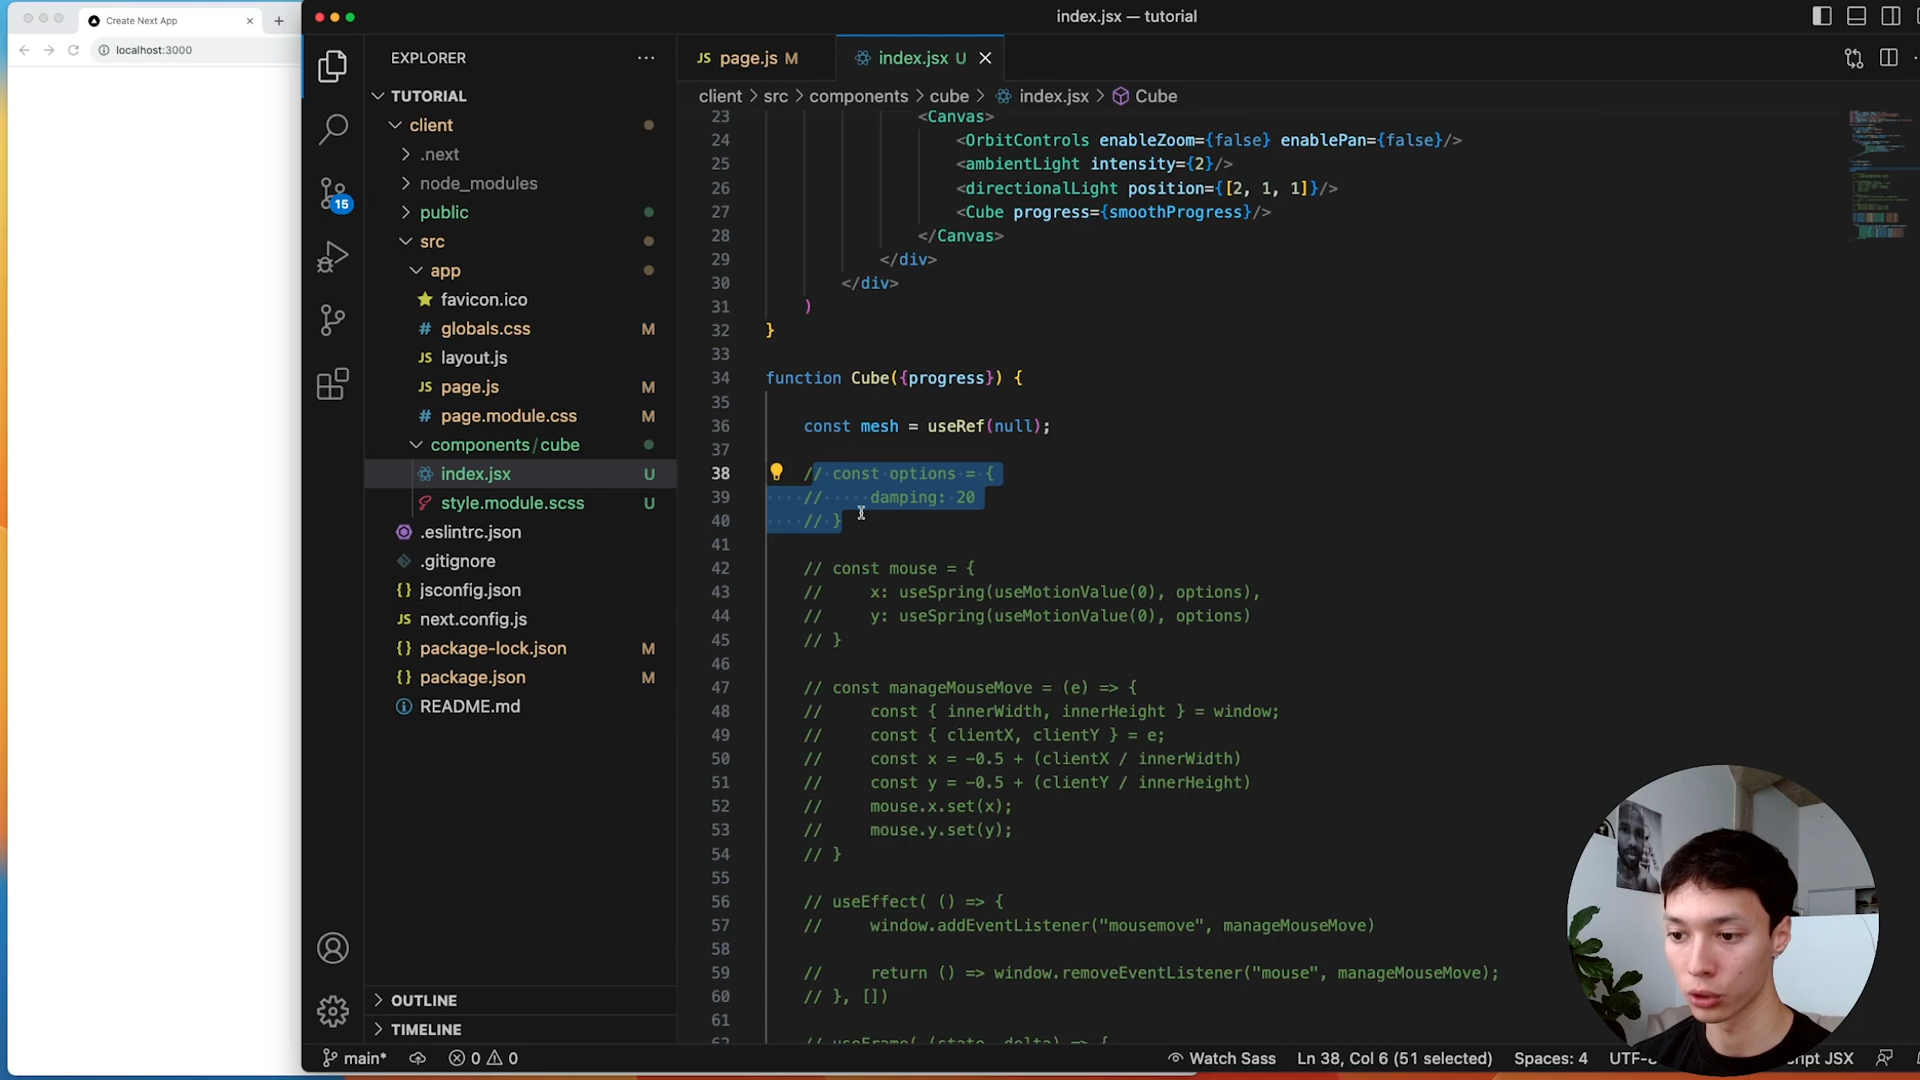 Create Next App
localhost:3000
index.jsx — tutorial
EXPLORER
TUTORIAL
client
.next
node_modules
public
src
app
favicon.ico
globals.css M
layout.js
page.js M
page.module.css M
components/cube
index.jsx U
style.module.scss U
.eslintrc.json
.gitignore
jsconfig.json
next.config.js
package-lock.json M
package.json M
README.md
OUTLINE
TIMELINE
15
JS page.js M
index.jsx U
client > src > components > cube > index.jsx > Cube
23 <Canvas>
24 <OrbitControls enableZoom={false} enablePan={false}/>
25 <ambientLight intensity={2}/>
26 <directionalLight position={[2, 1, 1]}/>
27 <Cube progress={smoothProgress}/>
28 </Canvas>
29 </div>
30 </div>
31 )
32 }
33
34 function Cube({progress}) {
35
36 const mesh = useRef(null);
37
38 // const options = {
39 // damping: 20
40 // }
41
42 // const mouse = {
43 // x: useSpring(useMotionValue(0), options),
44 // y: useSpring(useMotionValue(0), options)
45 // }
46
47 // const manageMouseMove = (e) => {
48 // const { innerWidth, innerHeight } = window;
49 // const { clientX, clientY } = e;
50 // const x = -0.5 + (clientX / innerWidth)
51 // const y = -0.5 + (clientY / innerHeight)
52 // mouse.x.set(x);
53 // mouse.y.set(y);
54 // }
55
56 // useEffect( () => {
57 // window.addEventListener("mousemove", manageMouseMove)
58
59 // return () => window.removeEventListener("mouse", manageMouseMove);
60 // }, [])
61
62 // useFrame( (state, delta) => {
main* 0 0 Watch Sass Ln 38, Col 6 (51 selected) Spaces: 4 UTF-8 JSX